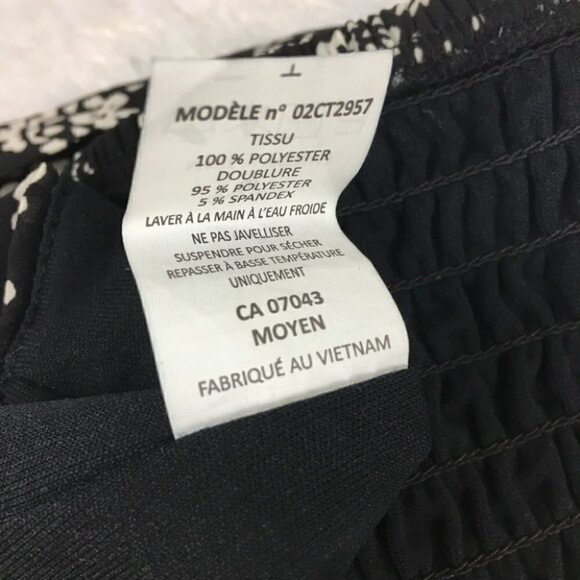 MODÈLE nº 02CT2957
TISSU
100 % POLYESTER
DOUBLURE
95 % POLYESTER
5 % SPANDEX
LAVER À LA MAIN À L'EAU FROIDE
NE PAS JAVELLISER
SUSPENDRE POUR SÉCHER
REPASSER À BASSE TEMPÉRATURE
UNIQUEMENT
CA 07043
MOYEN
FABRIQUÉ AU VIETNAM